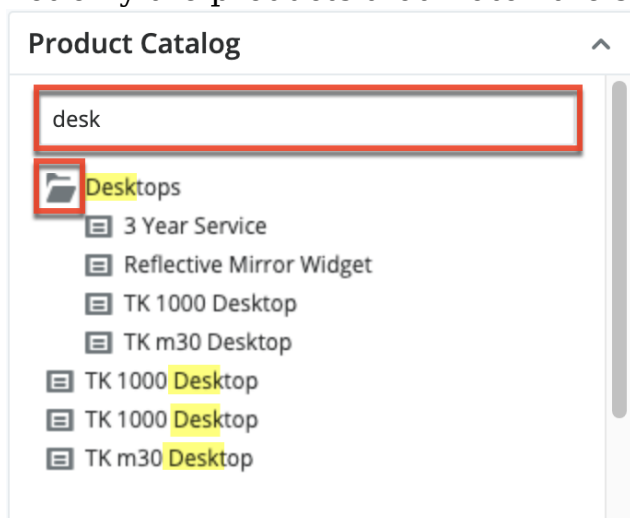 Product Catalog
desk
Desktops
3 Year Service
Reflective Mirror Widget
TK 1000 Desktop
TK m30 Desktop
TK 1000 Desktop
TK 1000 Desktop
TK m30 Desktop